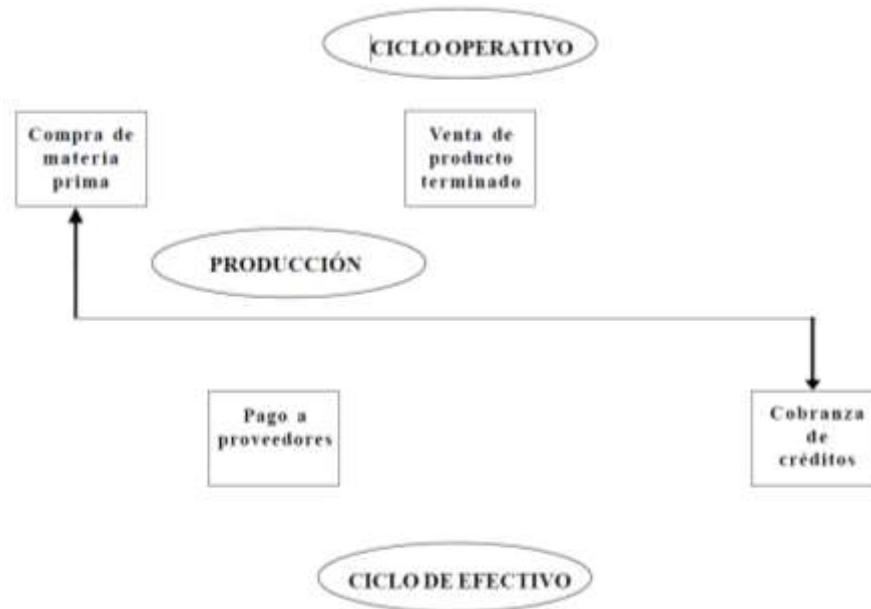 CICLO OPERATIVO
Compra de
materia
prima
Venta de
producto
terminado
PRODUCCIÓN
Pago a
proveedores
Cobranza
de
créditos
CICLO DE EFECTIVO